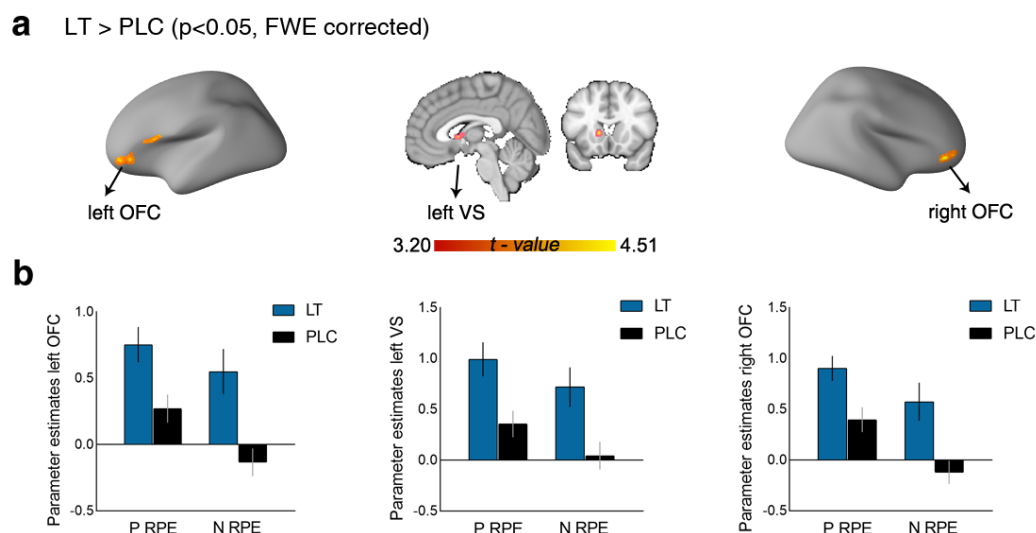 a LT > PLC (p<0.05, FWE corrected)
left OFC
left VS
right OFC
3.20 t - value 4.51
b
Parameter estimates left OFC
1.0
0.5
0.0
-0.5
LT
PLC
P RPE N RPE
Parameter estimates left VS
1.5
1.0
0.5
0.0
-0.5
LT
PLC
P RPE N RPE
Parameter estimates right OFC
1.5
1.0
0.5
0.0
-0.5
LT
PLC
P RPE N RPE